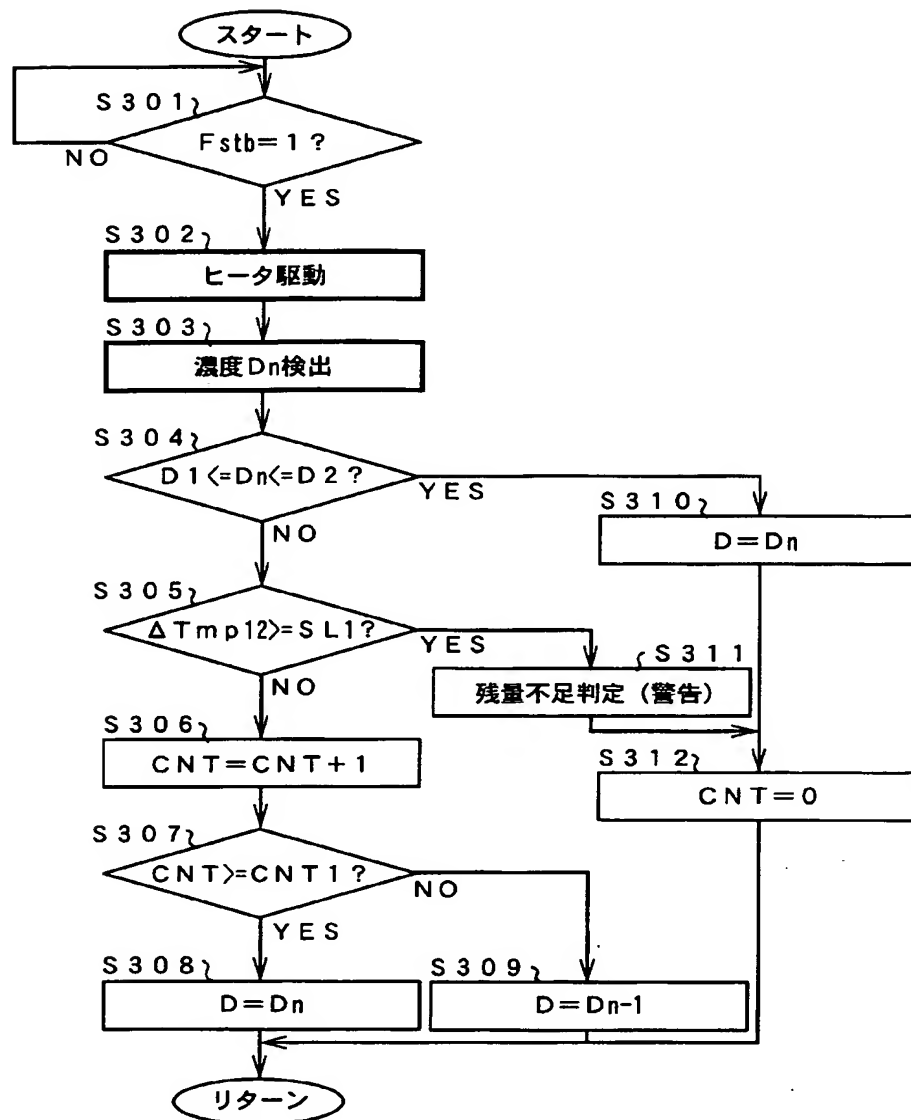 スタート
S301
Fstb=1?
NO
YES
S302
ヒータ駆動
S303
濃度Dn検出
S304
D1<=Dn<=D2?
YES
NO
S310
D=Dn
S305
ΔTmp12>=SL1?
YES
NO
S311
残量不足判定(警告)
S306
CNT=CNT+1
S312
CNT=0
S307
CNT>=CNT1?
NO
YES
S308
D=Dn
S309
D=Dn-1
リターン